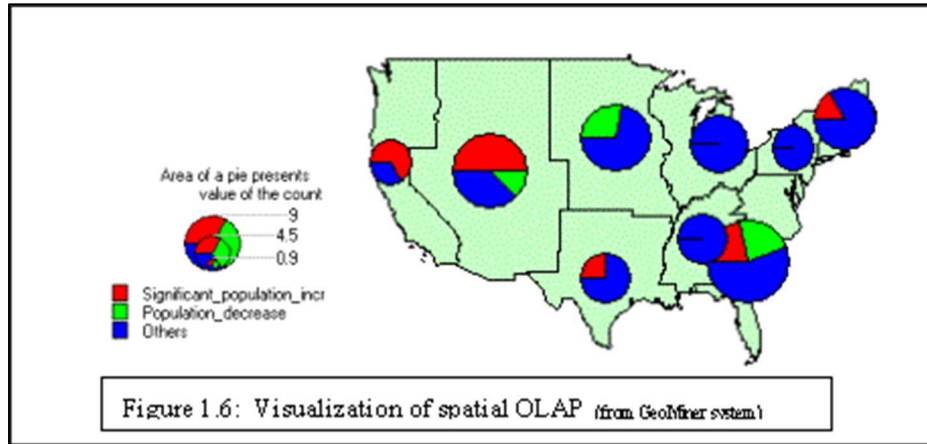 Area of a pie presents
value of the count
9
4.5
0.9
Significant_population_incr
Population_decrease
Others
Figure 1.6: Visualization of spatial OLAP (from GeoMiner system)